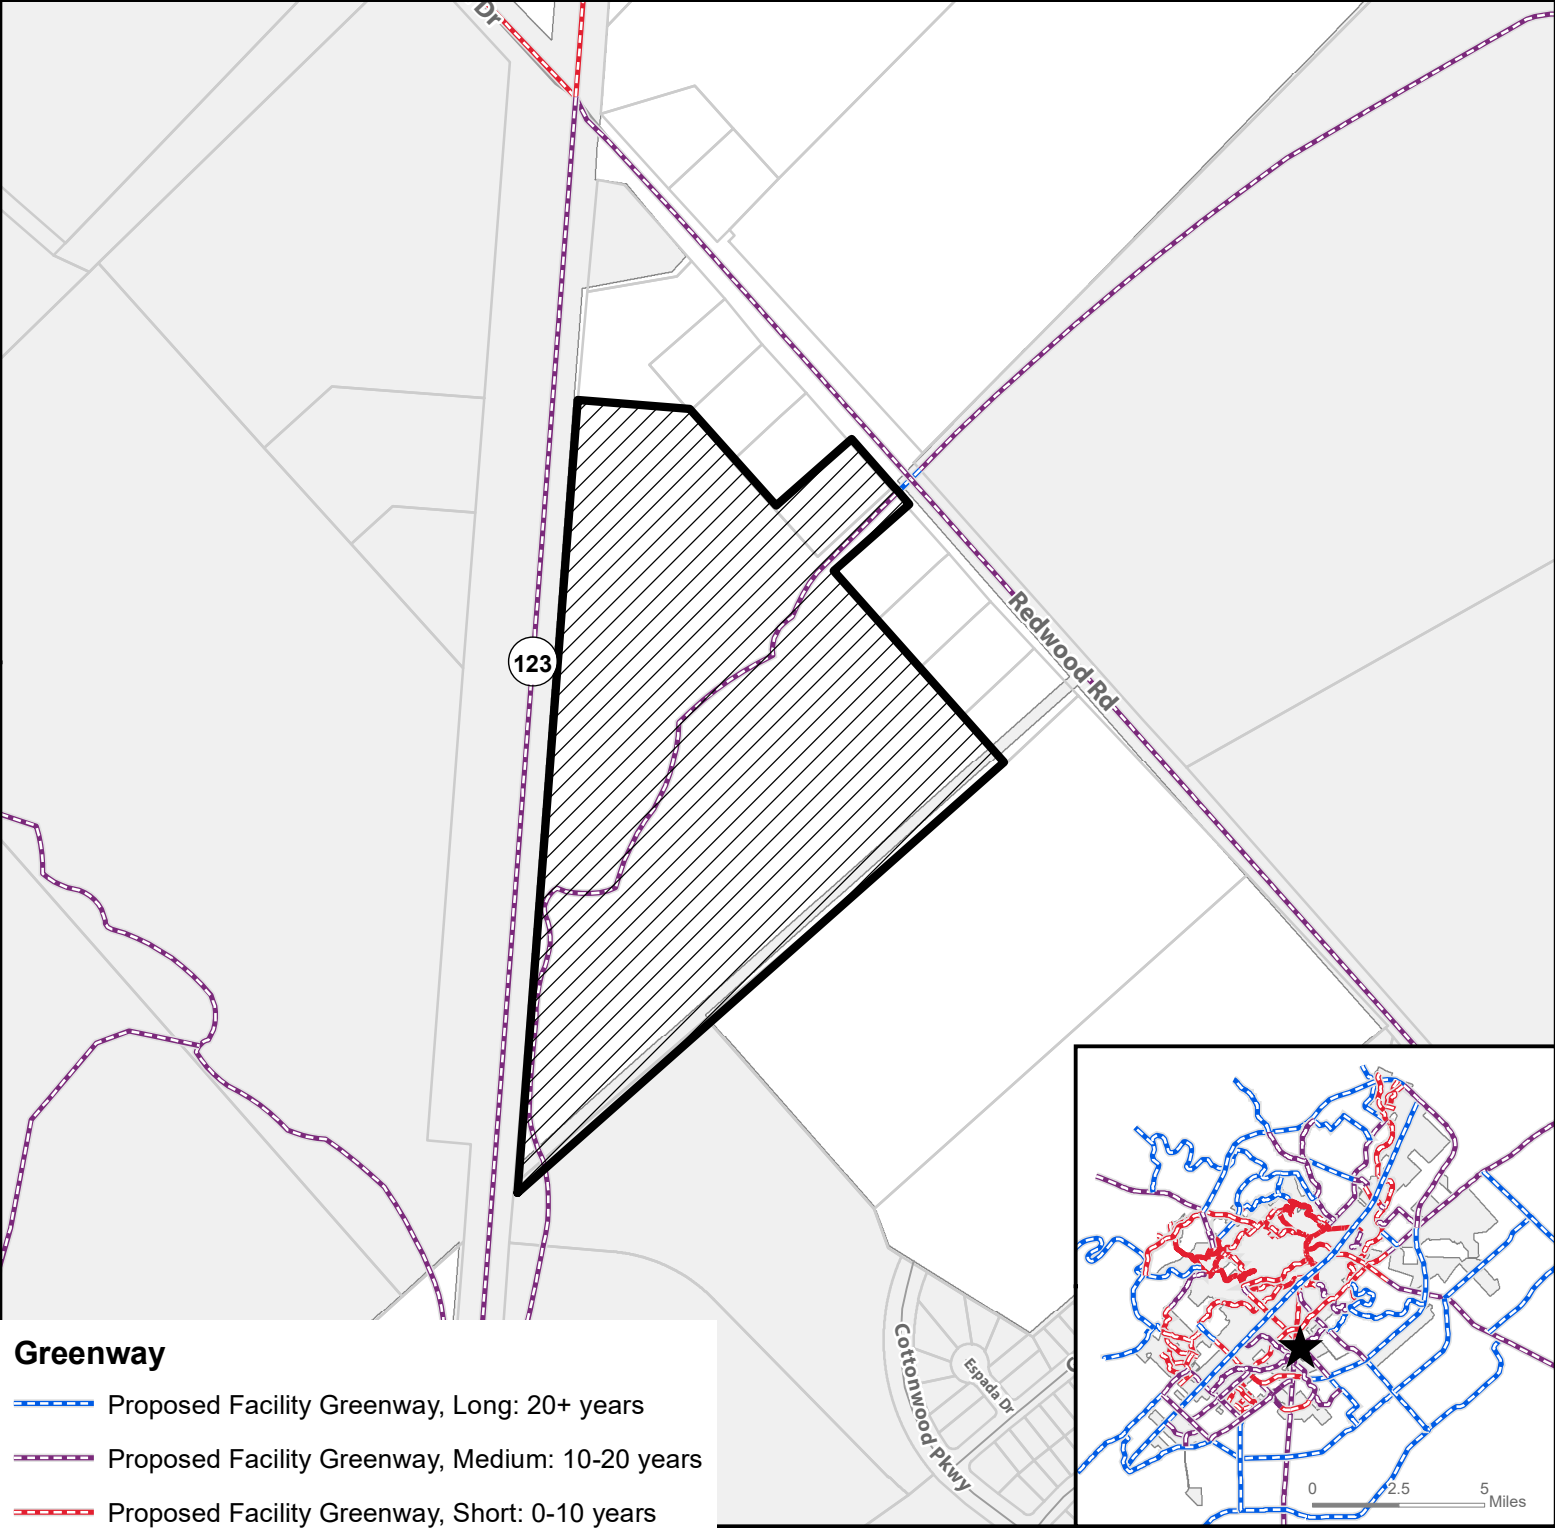 Dr
123
Redwood Rd
Cottonwood Pkwy
Espada Dr
Greenway
Proposed Facility Greenway, Long: 20+ years
Proposed Facility Greenway, Medium: 10-20 years
Proposed Facility Greenway, Short: 0-10 years
0 2.5 5
Miles